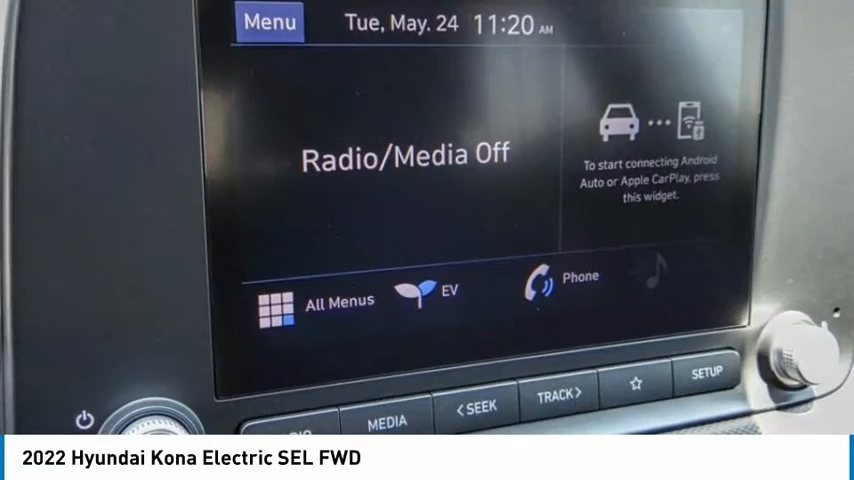 Menu
Tue, May. 24 11:20 AM
Radio/Media Off
To start connecting Android
Auto or Apple CarPlay, press
this widget.
All Menus
EV
Phone
MEDIA
< SEEK
TRACK >
☆
SETUP
2022 Hyundai Kona Electric SEL FWD